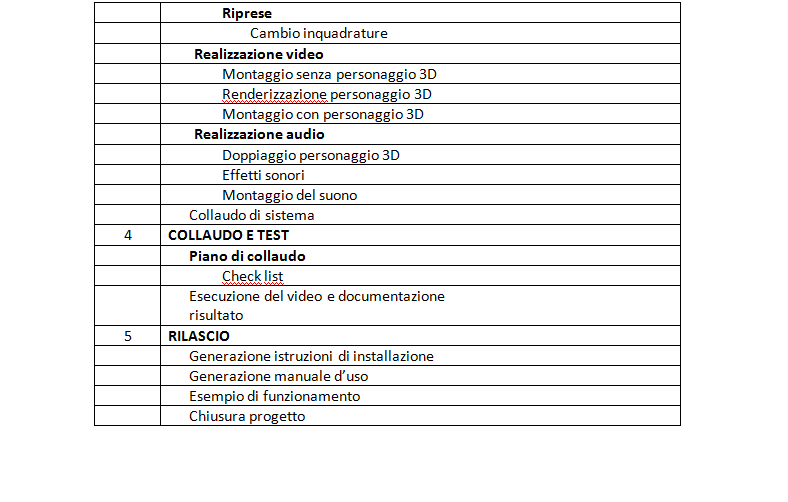 Riprese
Cambio inquadrature
Realizzazione video
Montaggio senza personaggio 3D
Renderizzazione personaggio 3D
Montaggio con personaggio 3D
Realizzazione audio
Doppiaggio personaggio 3D
Effetti sonori
Montaggio del suono
Collaudo di sistema
4 COLLAUDO E TEST
Piano di collaudo
Check list
Esecuzione del video e documentazione
risultato
5 RILASCIO
Generazione istruzioni di installazione
Generazione manuale d’uso
Esempio di funzionamento
Chiusura progetto